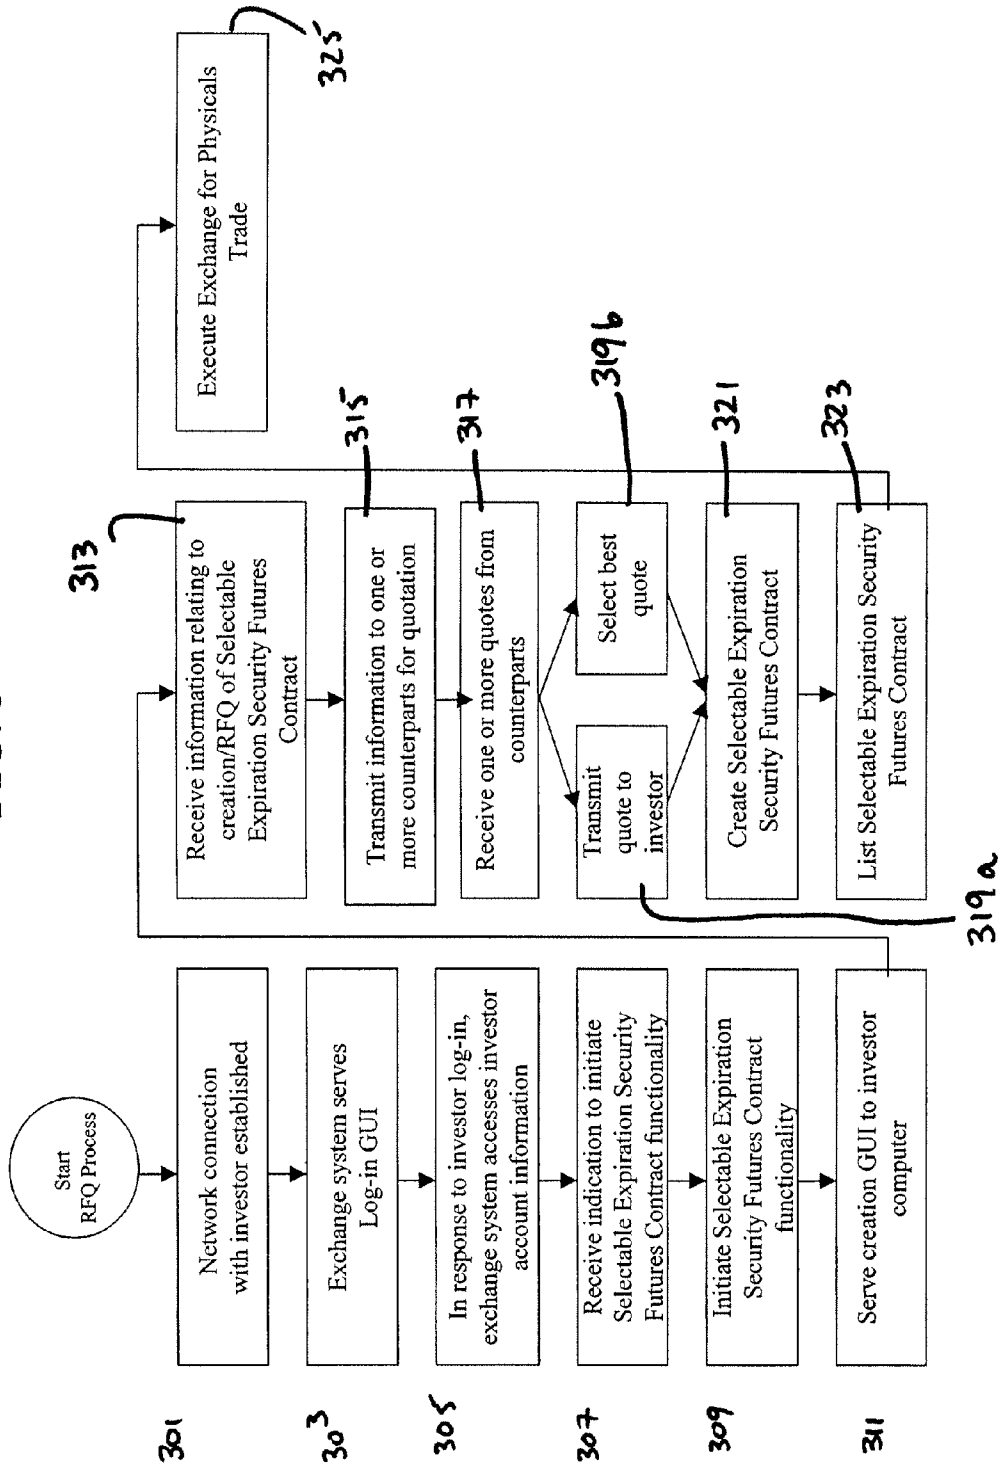 Start
RFQ Process
301
Network connection
with investor established
303
Exchange system serves
Log-in GUI
305
In response to investor log-in,
exchange system accesses investor
account information
307
Receive indication to initiate
Selectable Expiration Security
Futures Contract functionality
309
Initiate Selectable Expiration
Security Futures Contract
functionality
311
Serve creation GUI to investor
computer
313
Receive information relating to
creation/RFQ of Selectable
Expiration Security Futures
Contract
315
Transmit information to one or
more counterparts for quotation
317
Receive one or more quotes from
counterparts
319a
Transmit
quote to
investor
319b
Select best
quote
321
Create Selectable Expiration
Security Futures Contract
323
List Selectable Expiration Security
Futures Contract
325
Execute Exchange for Physicals
Trade